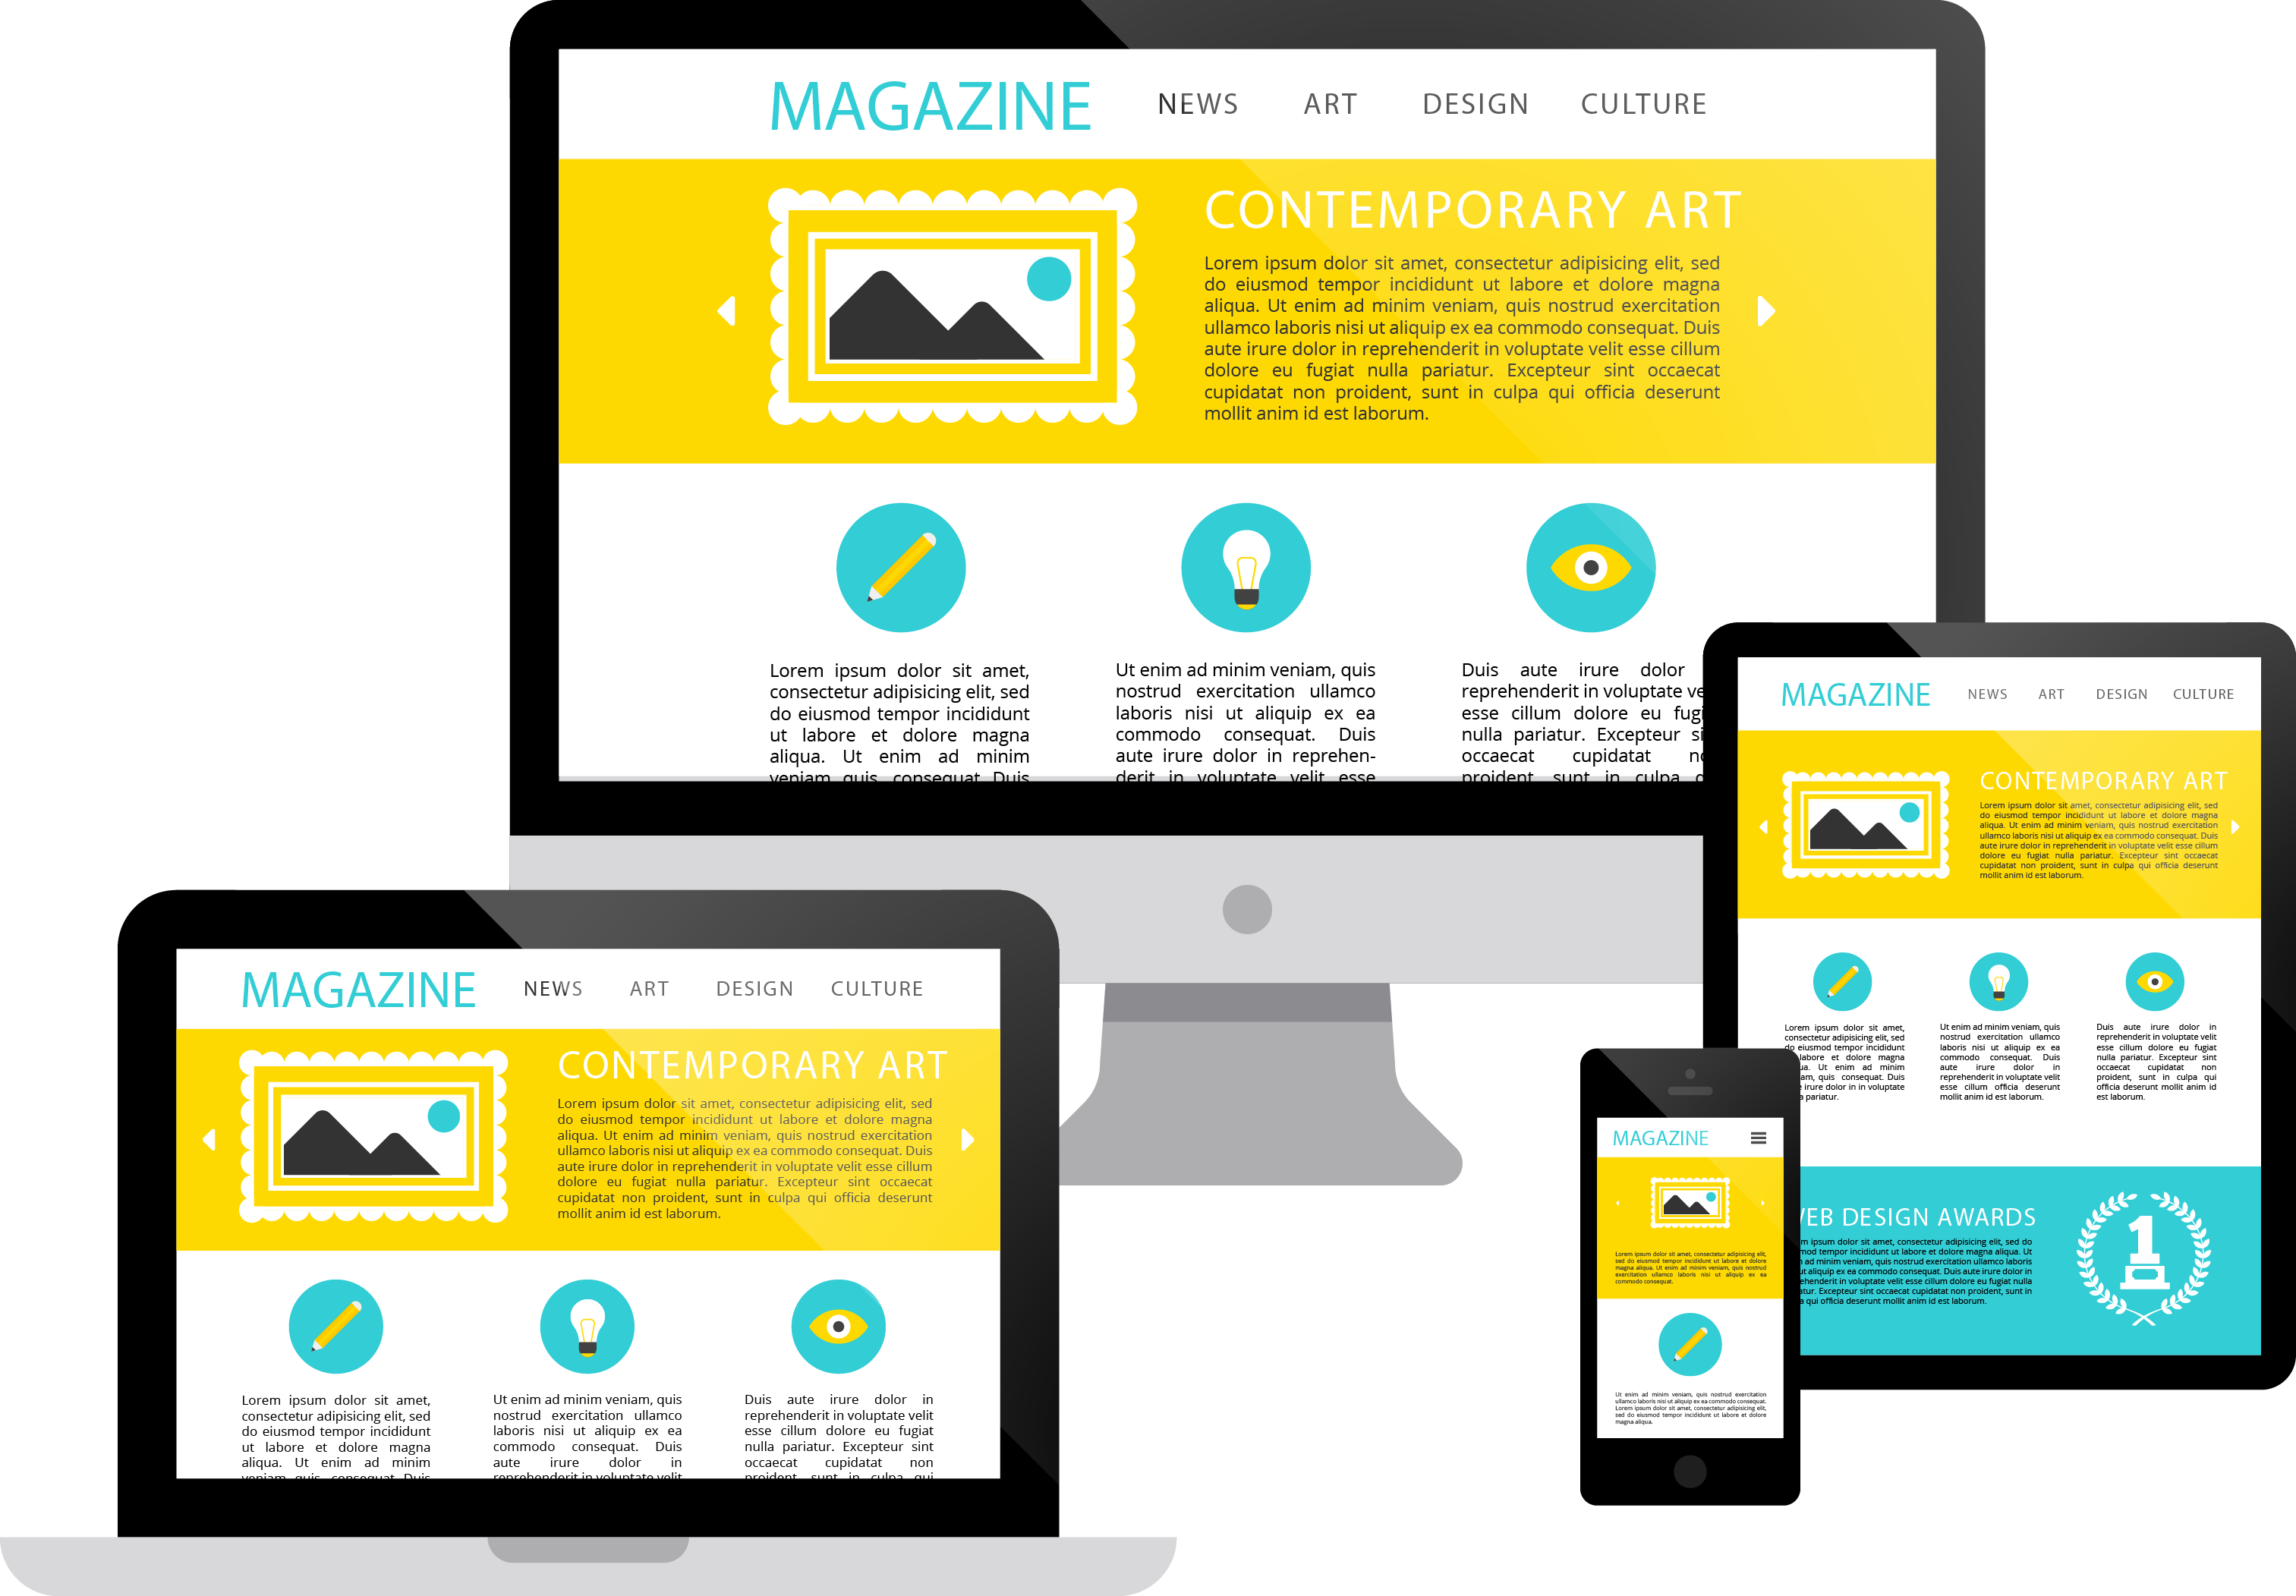 MAGAZINE NEWS ART DESIGN CULTURE
CONTEMPORARY ART
Lorem ipsum dolor sit amet, consectetur adipisicing elit, sed
do eiusmod tempor incididunt ut labore et dolore magna
aliqua. Ut enim ad minim veniam, quis nostrud exercitation
ullamco laboris nisi ut aliquip ex ea commodo consequat. Duis
aute irure dolor in reprehenderit in voluptate velit esse cillum
dolore eu fugiat nulla pariatur. Excepteur sint occaecat
cupidatat non proident, sunt in culpa qui officia deserunt
mollit anim id est laborum.
Lorem ipsum dolor sit amet,
consectetur adipisicing elit, sed
do eiusmod tempor incididunt
ut labore et dolore magna
aliqua. Ut enim ad minim
veniam quis consequat Duis
Ut enim ad minim veniam, quis
nostrud exercitation ullamco
laboris nisi ut aliquip ex ea
commodo consequat. Duis
aute irure dolor in reprehen-
derit in voluptate velit esse
Duis aute irure dolor
reprehenderit in voluptate
esse cillum dolore eu
nulla pariatur. Excepteur
occaecat cupidatat
proident sunt in culpa
MAGAZINE NEWS ART DESIGN CULTURE
CONTEMPORARY ART
Lorem ipsum dolor sit amet, consectetur adipisicing elit, sed
do eiusmod tempor incididunt ut labore et dolore magna
aliqua. Ut enim ad minim veniam, quis nostrud exercitation
ullamco laboris nisi ut aliquip ex ea commodo consequat. Duis
aute irure dolor in reprehenderit in voluptate velit esse cillum
dolore eu fugiat nulla pariatur. Excepteur sint occaecat
cupidatat non proident, sunt in culpa qui officia deserunt
mollit anim id est laborum.
Lorem ipsum dolor sit amet,
consectetur adipisicing elit, sed
do eiusmod tempor incididunt
labore et dolore magna
Ut enim ad minim
quis consequat. Duis
irure dolor in in voluptate
pariatur.
Ut enim ad minim veniam, quis
nostrud exercitation ullamco
laboris nisi ut aliquip ex ea
commodo consequat. Duis
aute irure dolor in
reprehenderit in voluptate velit
esse cillum officia deserunt
mollit anim id est laborum.
Duis aute irure dolor in
reprehenderit in voluptate velit
esse cillum dolore eu fugiat
nulla pariatur. Excepteur sint
occaecat cupidatat non
proident, sunt in culpa qui
officia deserunt mollit anim id
est laborum.
WEB DESIGN AWARDS
ipsum dolor sit amet, consectetur adipisicing elit, sed do
tempor incididunt ut labore et dolore magna aliqua. Ut
ad minim veniam, quis nostrud exercitation ullamco laboris
ut aliquip ex ea commodo consequat. Duis aute irure dolor in
in voluptate velit esse cillum dolore eu fugiat nulla
Excepteur sint occaecat cupidatat non proident, sunt in
qui officia deserunt mollit anim id est laborum.
1
MAGAZINE NEWS ART DESIGN CULTURE
CONTEMPORARY ART
Lorem ipsum dolor sit amet, consectetur adipisicing elit, sed
do eiusmod tempor incididunt ut labore et dolore magna
aliqua. Ut enim ad minim veniam, quis nostrud exercitation
ullamco laboris nisi ut aliquip ex ea commodo consequat. Duis
aute irure dolor in reprehenderit in voluptate velit esse cillum
dolore eu fugiat nulla pariatur. Excepteur sint occaecat
cupidatat non proident, sunt in culpa qui officia deserunt
mollit anim id est laborum.
Lorem ipsum dolor sit amet,
consectetur adipisicing elit, sed
do eiusmod tempor incididunt
ut labore et dolore magna
aliqua. Ut enim ad minim
veniam quis consequat Duis
Ut enim ad minim veniam, quis
nostrud exercitation ullamco
laboris nisi ut aliquip ex ea
commodo consequat. Duis
aute irure dolor in
reprehenderit in voluptate velit
Duis aute irure dolor in
reprehenderit in voluptate velit
esse cillum dolore eu fugiat
nulla pariatur. Excepteur sint
occaecat cupidatat non
proident sunt in culpa qui
MAGAZINE
Lorem ipsum dolor sit amet, consectetur adipisicing elit,
sed do eiusmod tempor incididunt ut labore et dolore
magna aliqua. Ut enim ad minim veniam, quis nostrud
exercitation ullamco laboris nisi ut aliquip ex ea
commodo consequat.
Ut enim ad minim veniam, quis nostrud exercitation
ullamco laboris nisi ut aliquip ex ea commodo consequat.
Lorem ipsum dolor sit amet, consectetur adipisicing elit,
sed do eiusmod tempor incididunt ut labore et dolore
magna aliqua.